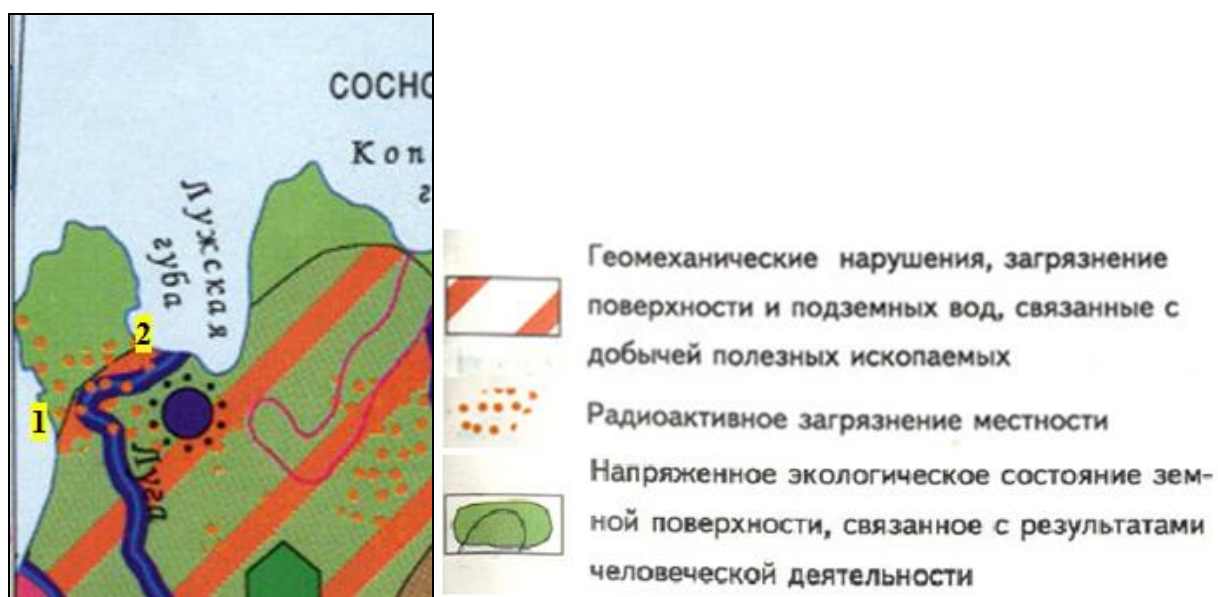 СОСНО
Коп
г
Лужская
губа
2
1
Луга
Геомеханические нарушения, загрязнение
поверхности и подземных вод, связанные с
добычей полезных ископаемых
Радиоактивное загрязнение местности
Напряженное экологическое состояние зем-
ной поверхности, связанное с результатами
человеческой деятельности